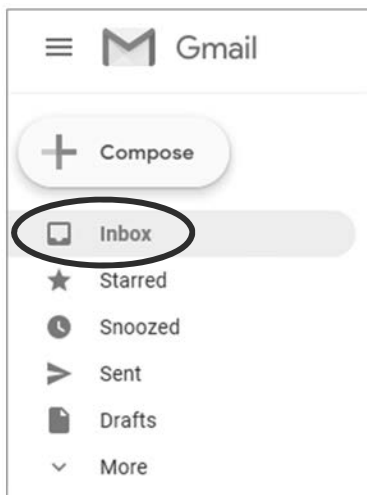 Gmail
Compose
Inbox
Starred
Snoozed
Sent
Drafts
More